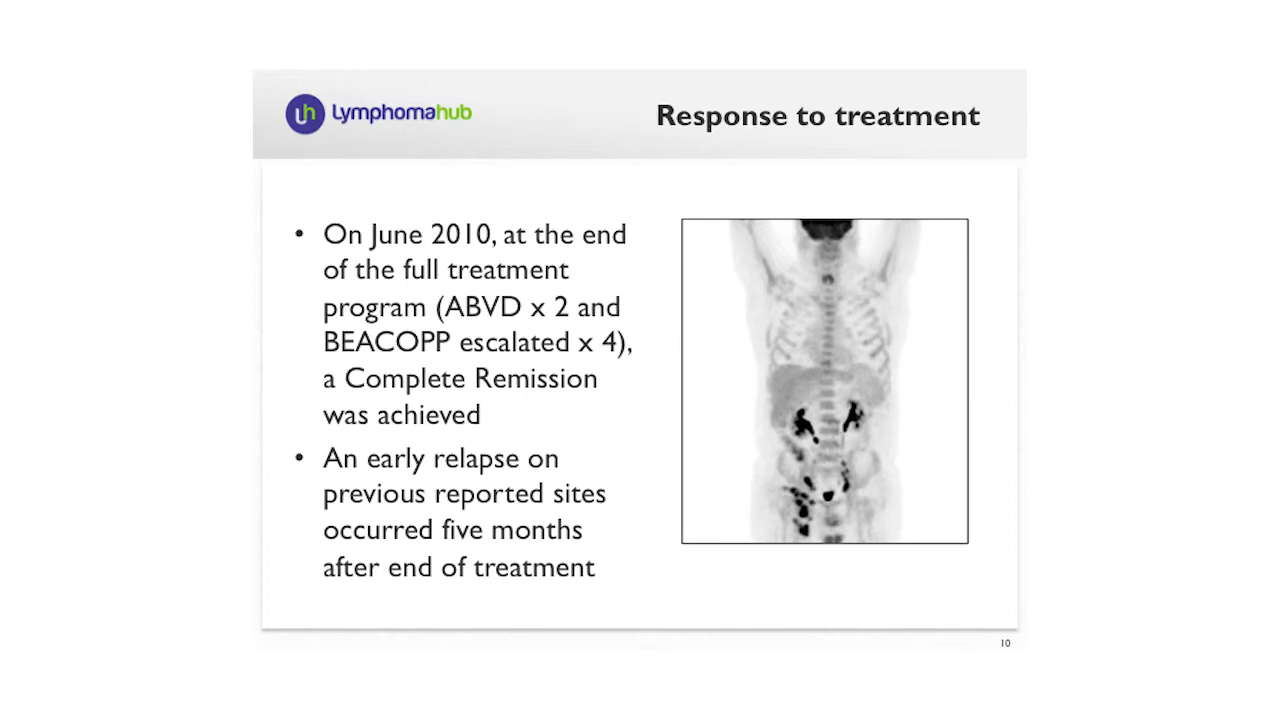 uh Lymphomahub
Response to treatment
• On June 2010, at the end
of the full treatment
program (ABVD x 2 and
BEACOPP escalated x 4),
a Complete Remission
was achieved
• An early relapse on
previous reported sites
occurred five months
after end of treatment
10